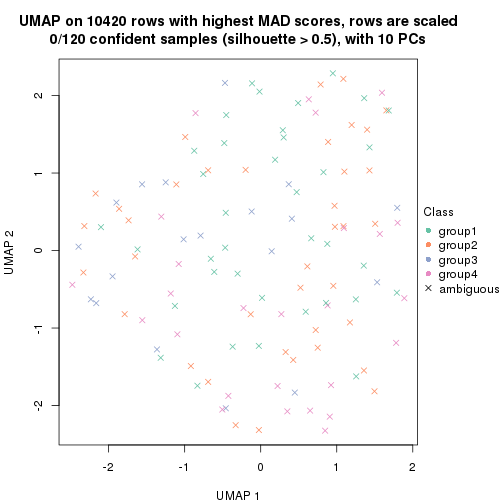 UMAP on 10420 rows with highest MAD scores, rows are scaled
0/120 confident samples (silhouette > 0.5), with 10 PCs
2
1
0
-1
-2
UMAP 2
-2
-1
0
1
2
UMAP 1
Class
group1
group2
group3
group4
ambiguous